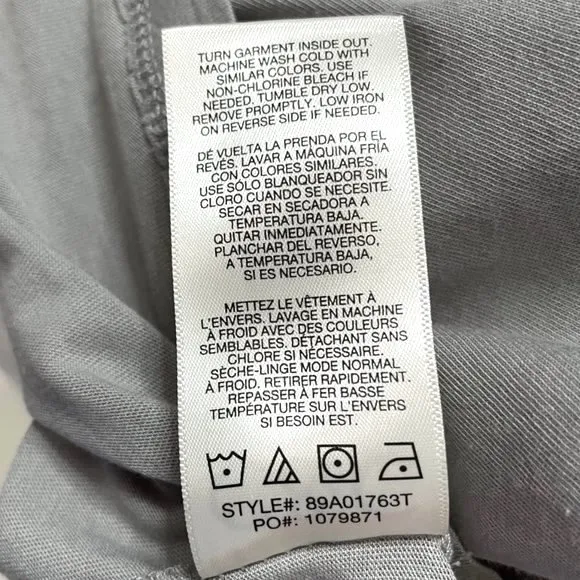 TURN GARMENT INSIDE OUT.
MACHINE WASH COLD WITH
SIMILAR COLORS. USE
NON-CHLORINE BLEACH IF
NEEDED. TUMBLE DRY LOW.
REMOVE PROMPTLY. LOW IRON
ON REVERSE SIDE IF NEEDED.
DÉ VUELTA LA PRENDA POR EL
REVÉS. LAVAR A MÁQUINA FRÍA
CON COLORES SIMILARES.
USE SÓLO BLANQUEADOR SIN
CLORO CUANDO SE NECESITE.
SECAR EN SECADORA A
TEMPERATURA BAJA.
QUITAR INMEDIATAMENTE.
PLANCHAR DEL REVERSO,
A TEMPERATURA BAJA,
SI ES NECESARIO.
METTEZ LE VÊTEMENT À
L'ENVERS. LAVAGE EN MACHINE
À FROID AVEC DES COULEURS
SEMBLABLES. DÉTACHANT SANS
CHLORE SI NÉCESSAIRE.
SÈCHE-LINGE MODE NORMAL
À FROID. RETIRER RAPIDEMENT.
REPASSER À FER BASSE
TEMPÉRATURE SUR L'ENVERS
SI BESOIN EST.
STYLE#: 89A01763T
PO#: 1079871